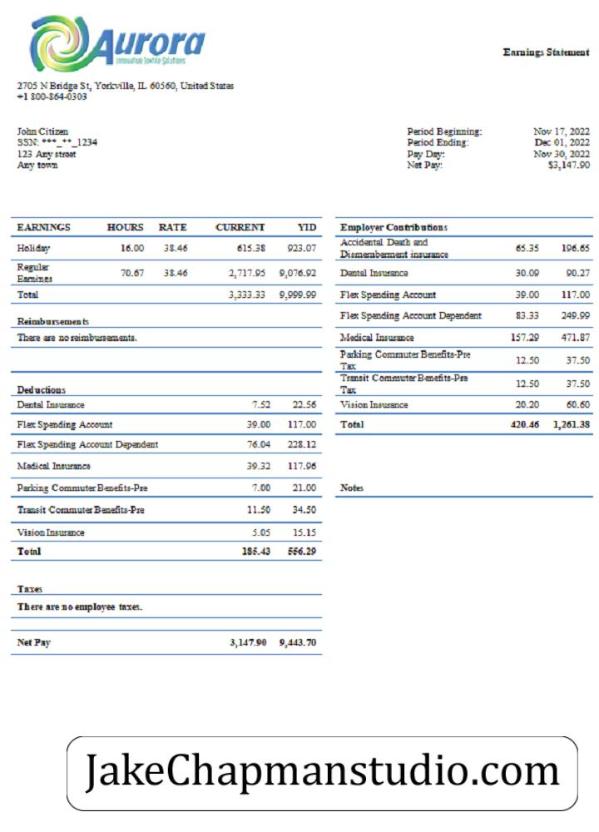 Aurora
Innovative Textile Solutions
Earnings Statement
2705 N Bridge St, Yorkville, IL 60560, United States
+1 800-864-0303
John Citizen
SSN: ***_**_1234
123 Any street
Any town
Period Beginning: Nov 17, 2022
Period Ending: Dec 01, 2022
Pay Day: Nov 30, 2022
Net Pay: $3,147.90
EARNINGS HOURS RATE CURRENT YTD
Holiday 16.00 38.46 615.38 923.07
Regular
Earnings 70.67 38.46 2,717.95 9,076.92
Total 3,333.33 9,999.99
Reimbursements
There are no reimbursements.
Deductions
Dental Insurance 7.52 22.56
Flex Spending Account 39.00 117.00
Flex Spending Account Dependent 76.04 228.12
Medical Insurance 39.32 117.96
Parking Commuter Benefits-Pre 7.00 21.00
Transit Commuter Benefits-Pre 11.50 34.50
Vision Insurance 5.05 15.15
Total 185.43 556.29
Taxes
There are no employee taxes.
Net Pay 3,147.90 9,443.70
Employer Contributions
Accidental Death and
Dismemberment insurance 65.35 196.65
Dental Insurance 30.09 90.27
Flex Spending Account 39.00 117.00
Flex Spending Account Dependent 83.33 249.99
Medical Insurance 157.29 471.87
Parking Commuter Benefits-Pre
Tax 12.50 37.50
Transit Commuter Benefits-Pre
Tax 12.50 37.50
Vision Insurance 20.20 60.60
Total 420.46 1,261.38
Notes
JakeChapmanstudio.com